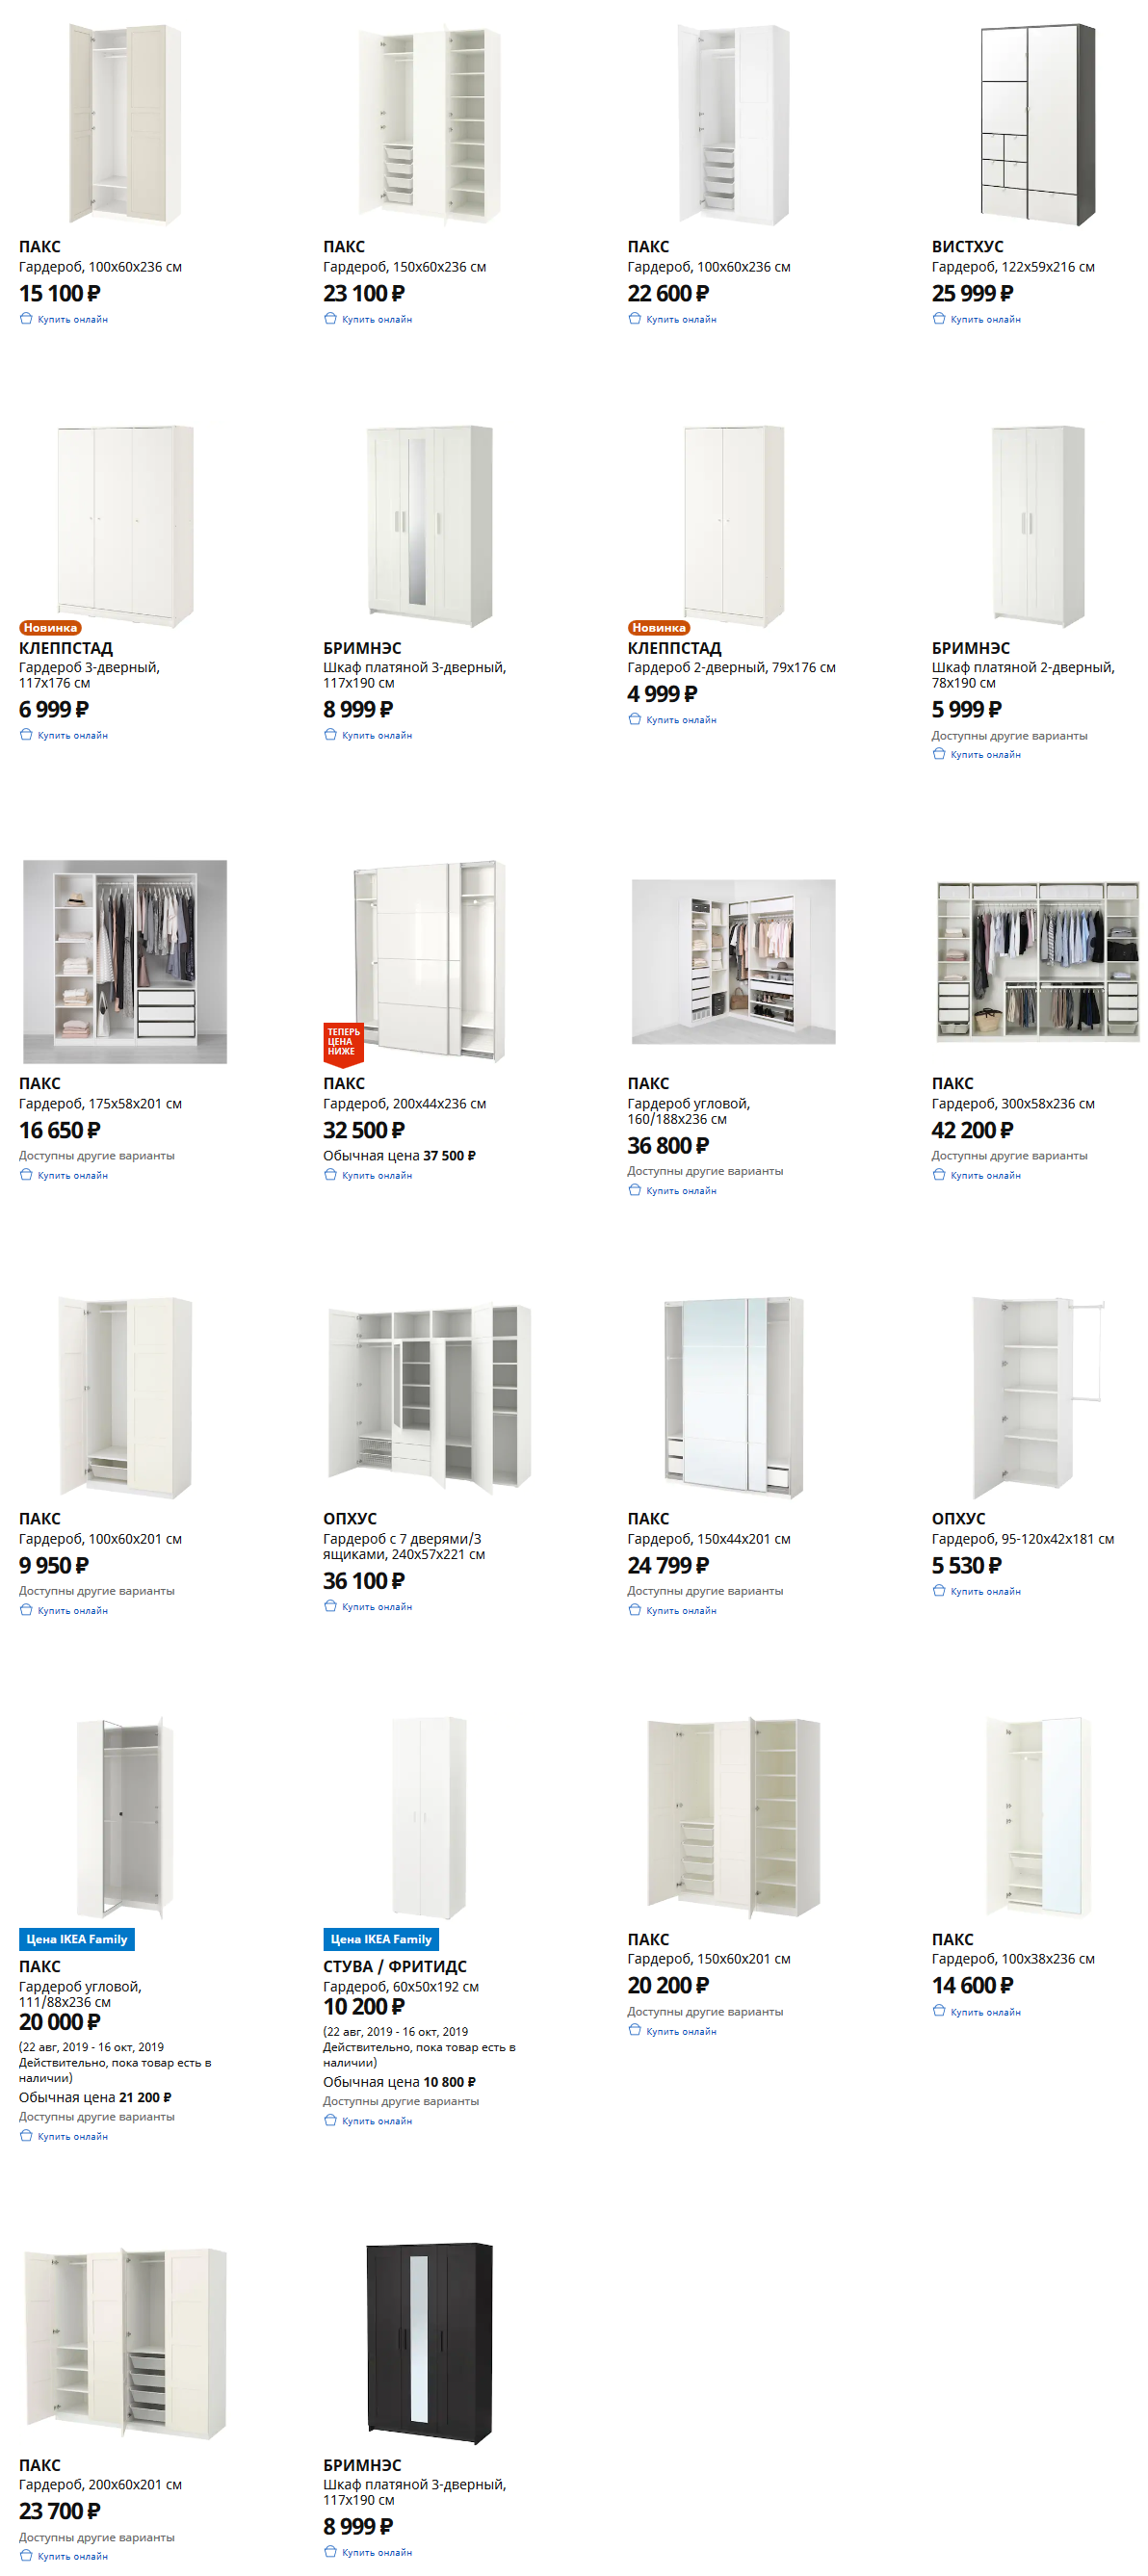 ПАКС
Гардероб, 100x60x236 см
15 100 ₽
Купить онлайн
ПАКС
Гардероб, 150x60x236 см
23 100 ₽
Купить онлайн
ПАКС
Гардероб, 100x60x236 см
22 600 ₽
Купить онлайн
ВИСТХУС
Гардероб, 122x59x216 см
25 999 ₽
Купить онлайн
Новинка
КЛЕППСТАД
Гардероб 3-дверный,
117x176 см
6 999 ₽
Купить онлайн
БРИМНЭС
Шкаф платяной 3-дверный,
117x190 см
8 999 ₽
Купить онлайн
Новинка
КЛЕППСТАД
Гардероб 2-дверный, 79x176 см
4 999 ₽
Купить онлайн
БРИМНЭС
Шкаф платяной 2-дверный,
78x190 см
5 999 ₽
Доступны другие варианты
Купить онлайн
ПАКС
Гардероб, 175x58x201 см
16 650 ₽
Доступны другие варианты
Купить онлайн
ТЕПЕРЬ
ЦЕНА
НИЖЕ
ПАКС
Гардероб, 200x44x236 см
32 500 ₽
Обычная цена 37 500 ₽
Купить онлайн
ПАКС
Гардероб угловой,
160/188x236 см
36 800 ₽
Доступны другие варианты
Купить онлайн
ПАКС
Гардероб, 300x58x236 см
42 200 ₽
Доступны другие варианты
Купить онлайн
ПАКС
Гардероб, 100x60x201 см
9 950 ₽
Доступны другие варианты
Купить онлайн
ОПХУС
Гардероб с 7 дверями/3
ящиками, 240x57x221 см
36 100 ₽
Купить онлайн
ПАКС
Гардероб, 150x44x201 см
24 799 ₽
Доступны другие варианты
Купить онлайн
ОПХУС
Гардероб, 95-120x42x181 см
5 530 ₽
Купить онлайн
Цена IKEA Family
ПАКС
Гардероб угловой,
111/88x236 см
20 000 ₽
(22 авг, 2019 - 16 окт, 2019
Действительно, пока товар есть в
наличии)
Обычная цена 21 200 ₽
Доступны другие варианты
Купить онлайн
Цена IKEA Family
СТУВА / ФРИТИДС
Гардероб, 60x50x192 см
10 200 ₽
(22 авг, 2019 - 16 окт, 2019
Действительно, пока товар есть в
наличии)
Обычная цена 10 800 ₽
Доступны другие варианты
Купить онлайн
ПАКС
Гардероб, 150x60x201 см
20 200 ₽
Доступны другие варианты
Купить онлайн
ПАКС
Гардероб, 100x38x236 см
14 600 ₽
Купить онлайн
ПАКС
Гардероб, 200x60x201 см
23 700 ₽
Доступны другие варианты
Купить онлайн
БРИМНЭС
Шкаф платяной 3-дверный,
117x190 см
8 999 ₽
Купить онлайн